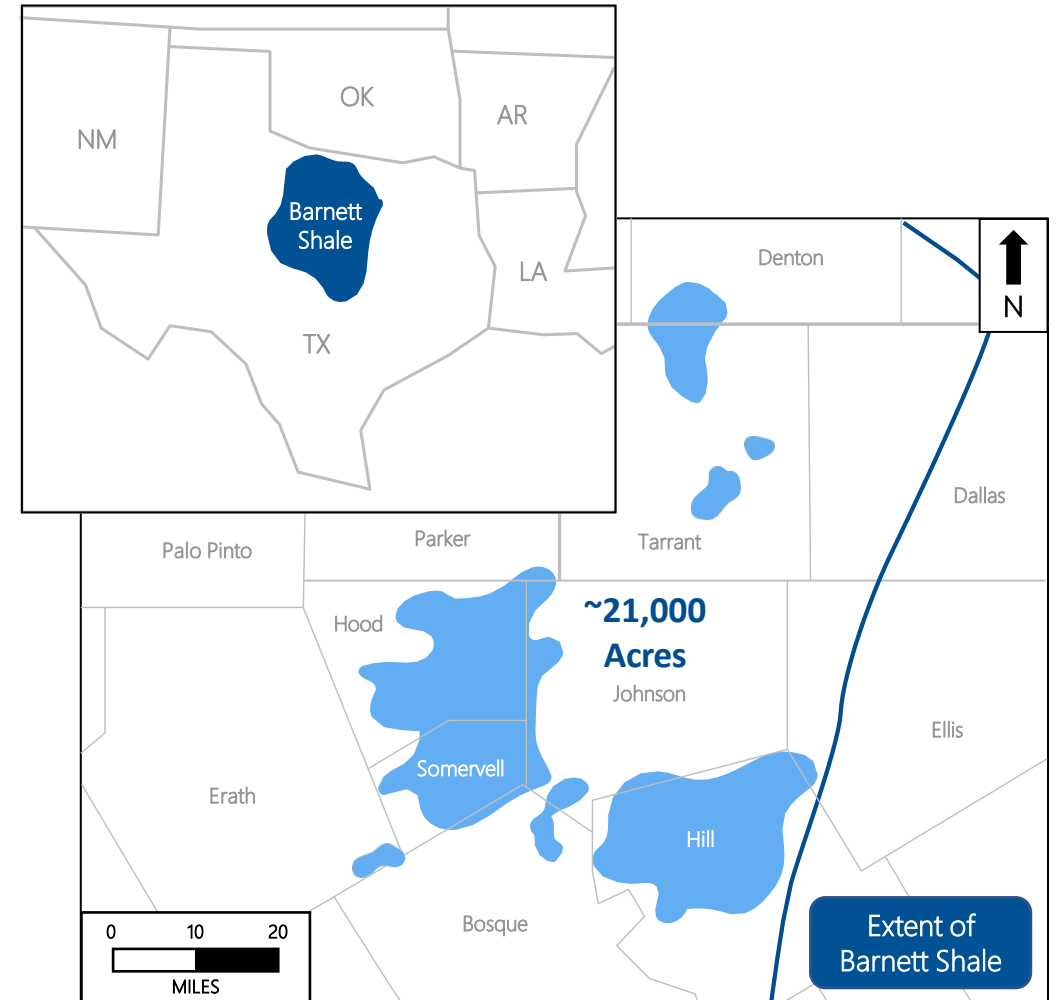 OK
AR
NM
Barnett
Shale
LA
TX
Denton
N
Dallas
Parker
Tarrant
Palo Pinto
~21,000
Acres
Hood
Johnson
Ellis
Somervell
Erath
Hill
Bosque
0 10 20
MILES
Extent of
Barnett Shale